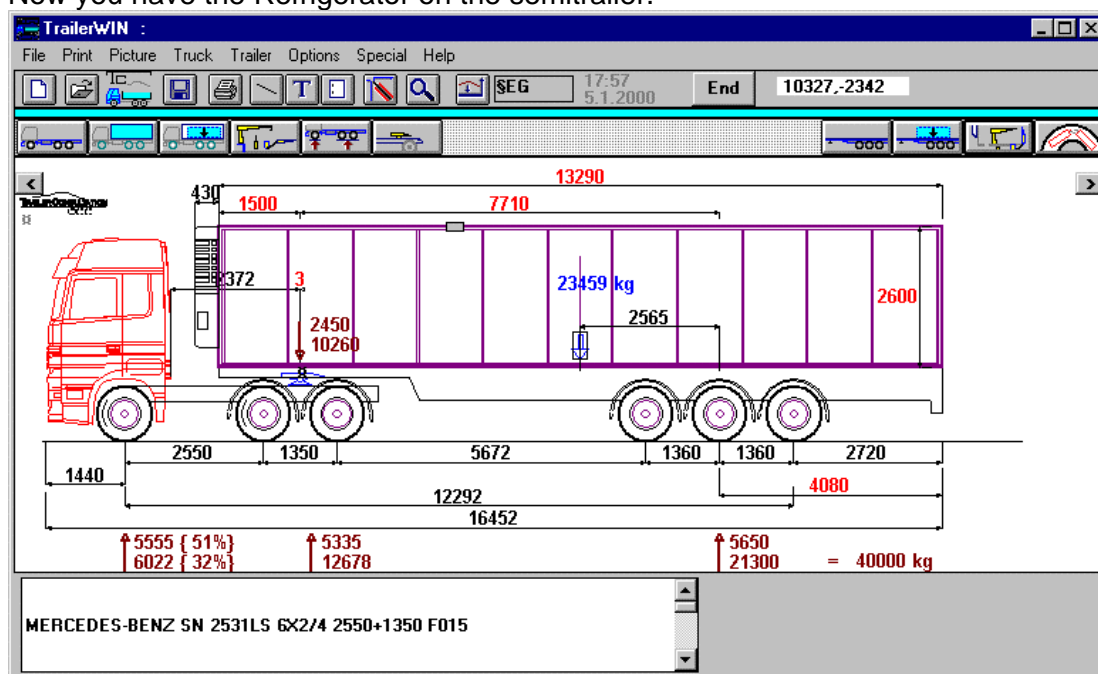 Now you have the Refrigerator on the semitrailer.
TrailerWIN :
File Print Picture Truck Trailer Options Special Help
TC T §EG 17:57 End 10327,-2342
5.1.2000
13290
430
1500 7710
2372 3 23459 kg
2600
2450 2565
10260
2550 1350 5672 1360 1360 2720
1440 4080
12292
16452
5555 { 51%} 5335 5650
6022 { 32%} 12678 21300 = 40000 kg
MERCEDES-BENZ SN 2531LS 6X2/4 2550+1350 F015